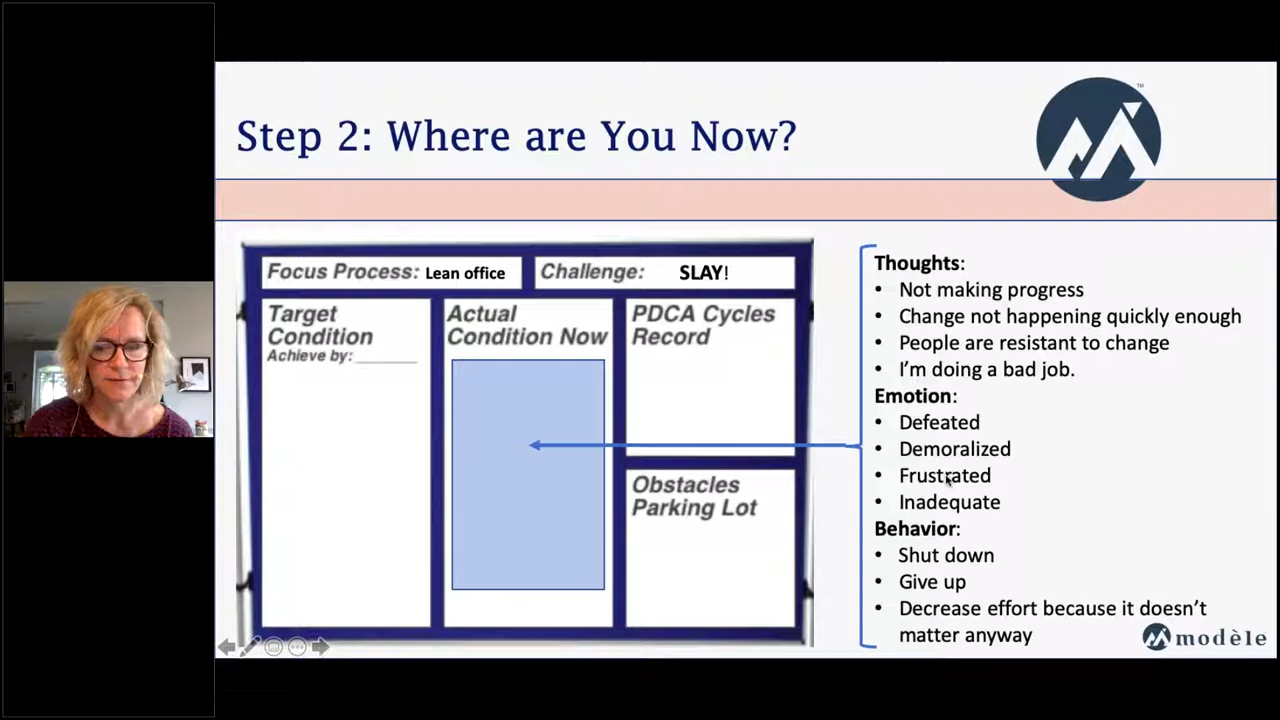 Step 2: Where are You Now?
TM
Focus Process: Lean office
Challenge: SLAY!
Target
Condition
Achieve by: ________
Actual
Condition Now
PDCA Cycles
Record
Obstacles
Parking Lot
Thoughts:
• Not making progress
• Change not happening quickly enough
• People are resistant to change
• I’m doing a bad job.
Emotion:
• Defeated
• Demoralized
• Frustrated
• Inadequate
Behavior:
• Shut down
• Give up
• Decrease effort because it doesn’t
matter anyway
modèle